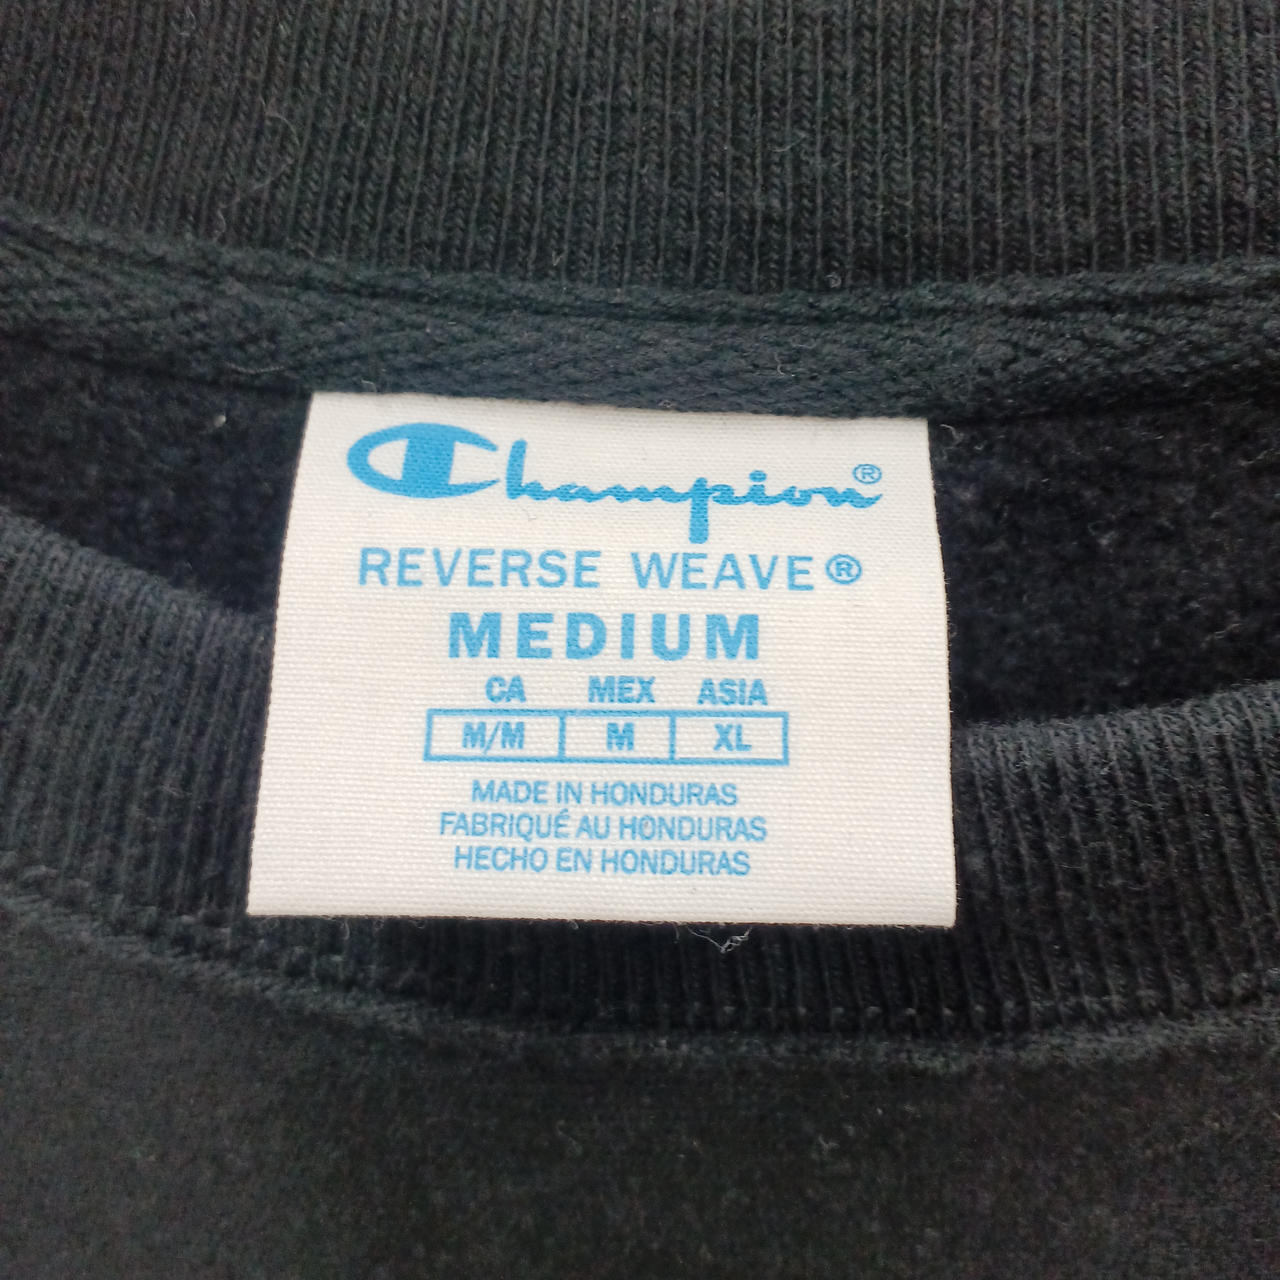 Champion®
REVERSE WEAVE®
MEDIUM
CA MEX ASIA
M/M M XL
MADE IN HONDURAS
FABRIQUÉ AU HONDURAS
HECHO EN HONDURAS